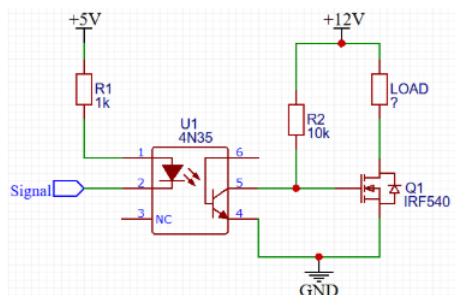 +5V
+12V
R1
1k
U1
4N35
R2
10k
LOAD
?
1
6
Signal
2
5
3
NC
4
Q1
IRF540
GND